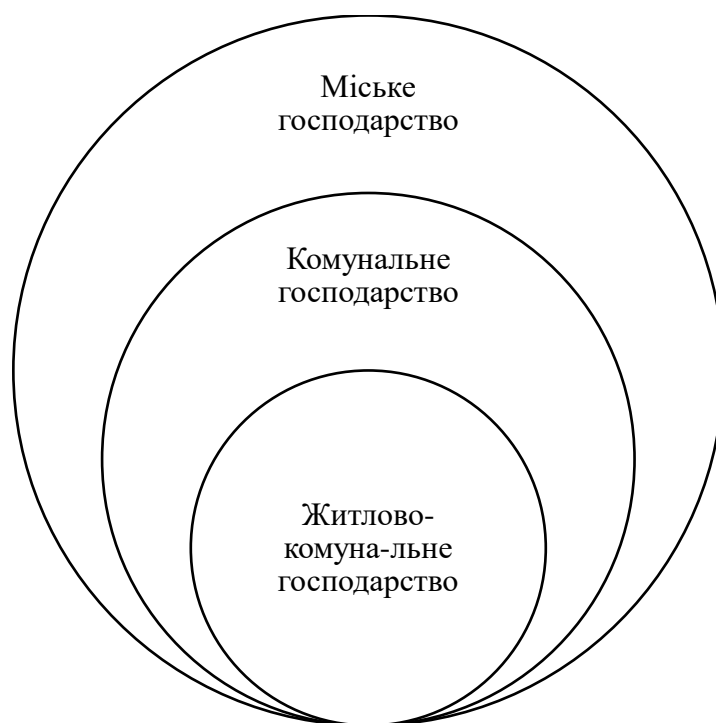 Міське
господарство
Комунальне
господарство
Житлово-
комуна-льне
господарство